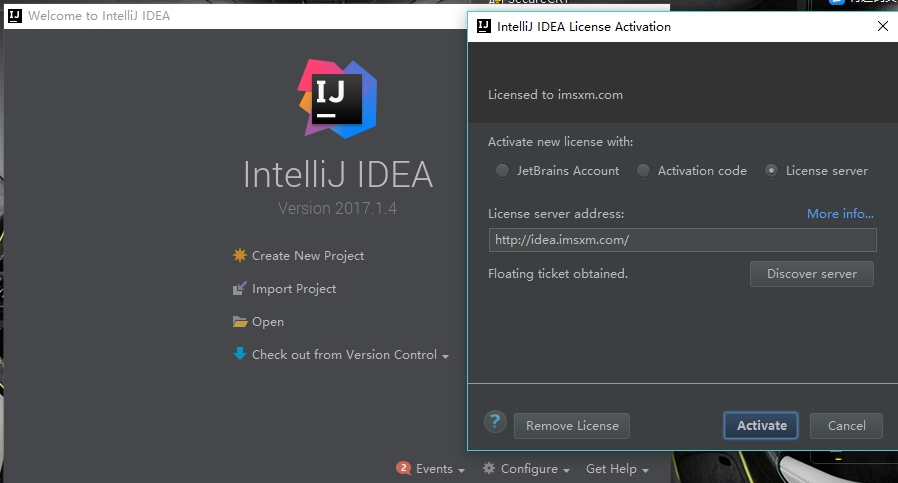 SecureCRT
Welcome to IntelliJ IDEA
IJ
IntelliJ IDEA
Version 2017.1.4
Create New Project
Import Project
Open
Check out from Version Control
2 Events
Configure
Get Help
IJ
IntelliJ IDEA License Activation
Licensed to imsxm.com
Activate new license with:
JetBrains Account
Activation code
License server
License server address:
More info...
http://idea.imsxm.com/
Floating ticket obtained.
Discover server
?
Remove License
Activate
Cancel